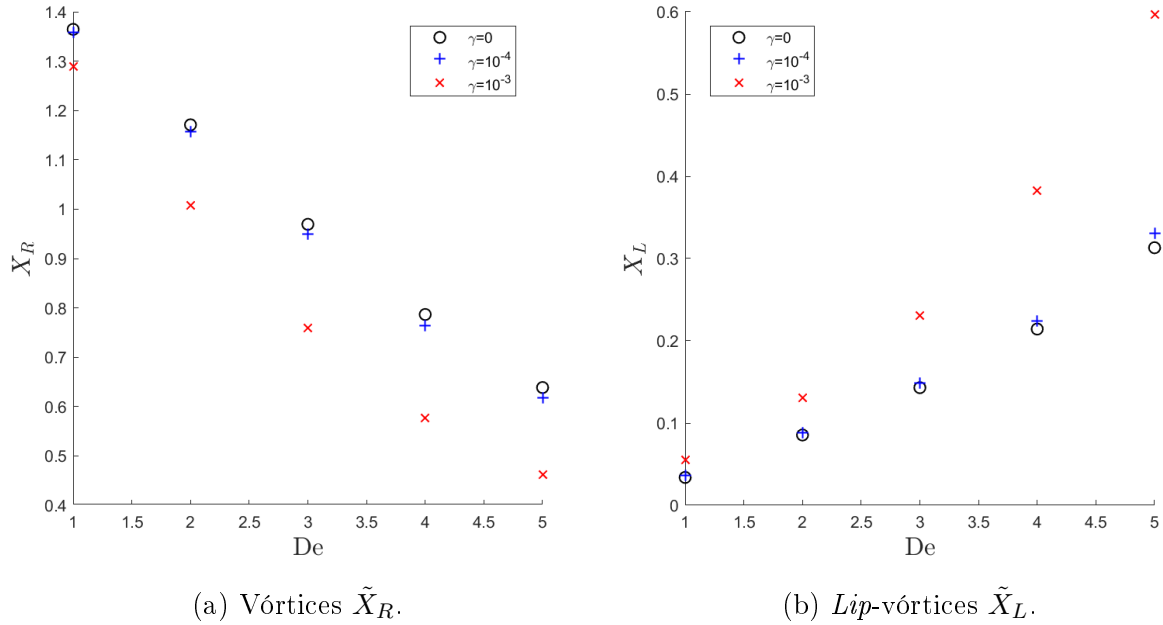 1.4
1.3
1.2
1.1
1
0.9
0.8
0.7
0.6
0.5
0.4
X_R
1 1.5 2 2.5 3 3.5 4 4.5 5
De
γ=0
γ=10⁻⁴
γ=10⁻³
(a) Vórtices X̃_R.
0.6
0.5
0.4
0.3
0.2
0.1
0
X_L
1 1.5 2 2.5 3 3.5 4 4.5 5
De
γ=0
γ=10⁻⁴
γ=10⁻³
(b) Lip-vórtices X̃_L.